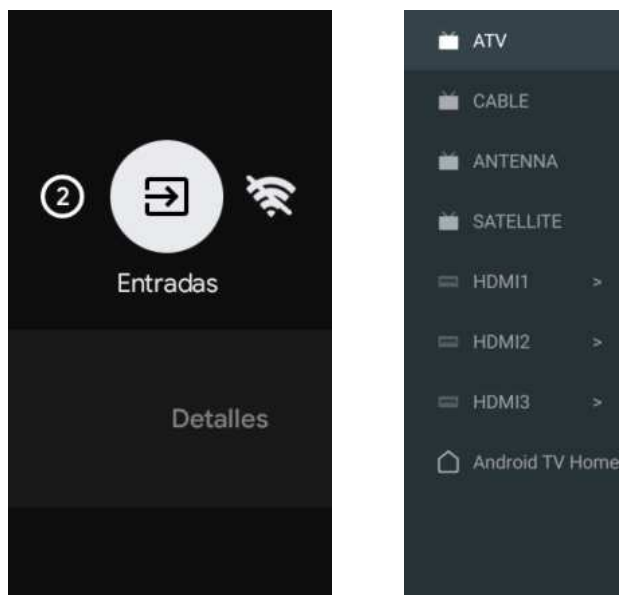 2
Entradas
Detalles
ATV
CABLE
ANTENNA
SATELLITE
HDMI1 >
HDMI2 >
HDMI3 >
Android TV Home